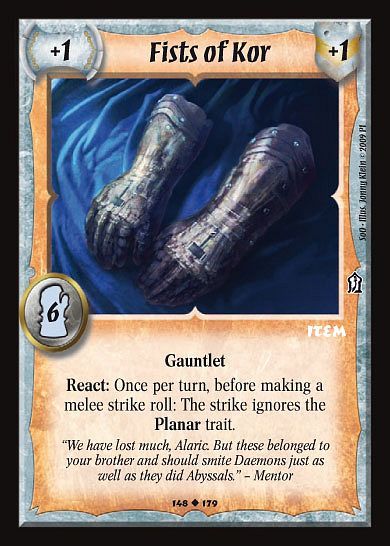 +1
Fists of Kor
+1
S&P - Illus. Jonny Klein © 2009 PI
6
ITEM
Gauntlet
React: Once per turn, before making a
melee strike roll: The strike ignores the
Planar trait.
“We have lost much, Alaric. But these belonged to
your brother and should smite Daemons just as
well as they did Abyssals.” – Mentor
148 ◆ 179